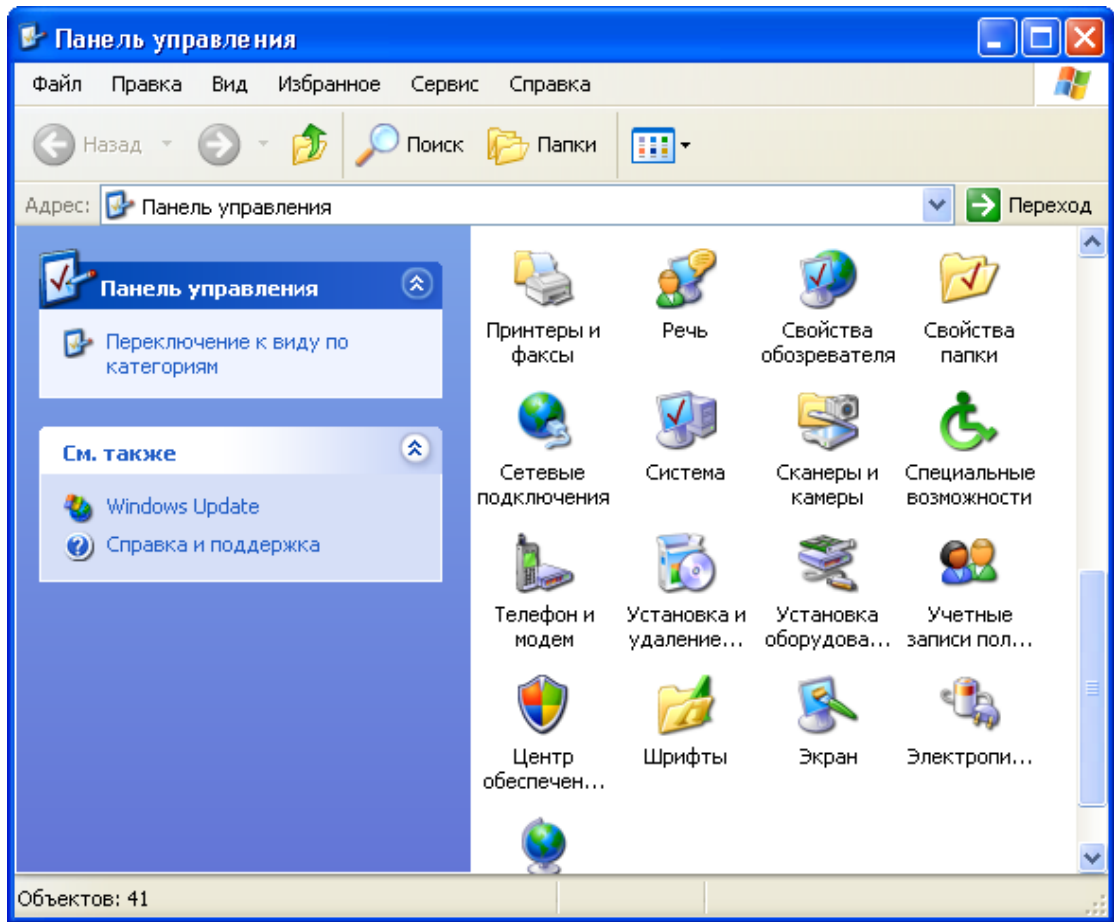 Панель управления
Файл Правка Вид Избранное Сервис Справка
Назад Поиск Папки
Адрес: Панель управления Переход
Панель управления
Переключение к виду по
категориям
См. также
Windows Update
Справка и поддержка
Принтеры и
факсы
Речь
Свойства
обозревателя
Свойства
папки
Сетевые
подключения
Система
Сканеры и
камеры
Специальные
возможности
Телефон и
модем
Установка и
удаление...
Установка
оборудова...
Учетные
записи пол...
Центр
обеспечен...
Шрифты
Экран
Электропи...
Объектов: 41